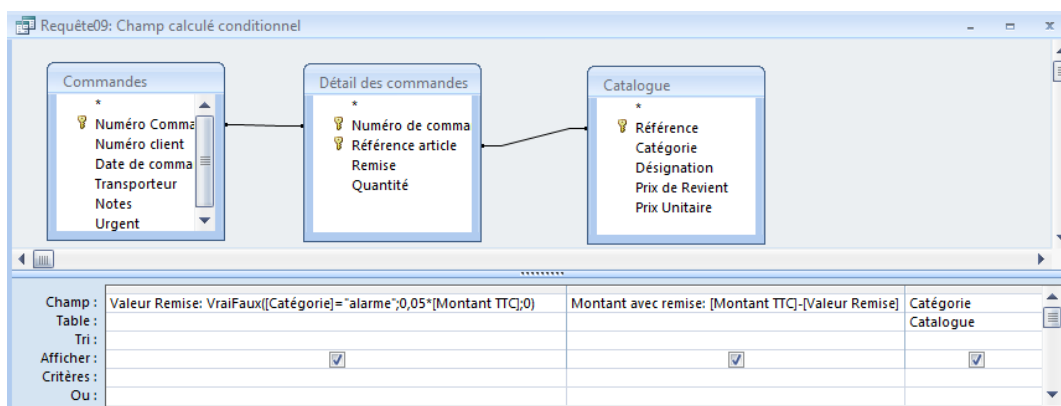 Requête09: Champ calculé conditionnel
Commandes
*
Numéro Comma
Numéro client
Date de comma
Transporteur
Notes
Urgent
Détail des commandes
*
Numéro de comma
Référence article
Remise
Quantité
Catalogue
*
Référence
Catégorie
Désignation
Prix de Revient
Prix Unitaire
Champ : Valeur Remise: VraiFaux([Catégorie]="alarme";0,05*[Montant TTC];0) Montant avec remise: [Montant TTC]-[Valeur Remise] Catégorie
Table : Catalogue
Tri :
Afficher :
Critères :
Ou :